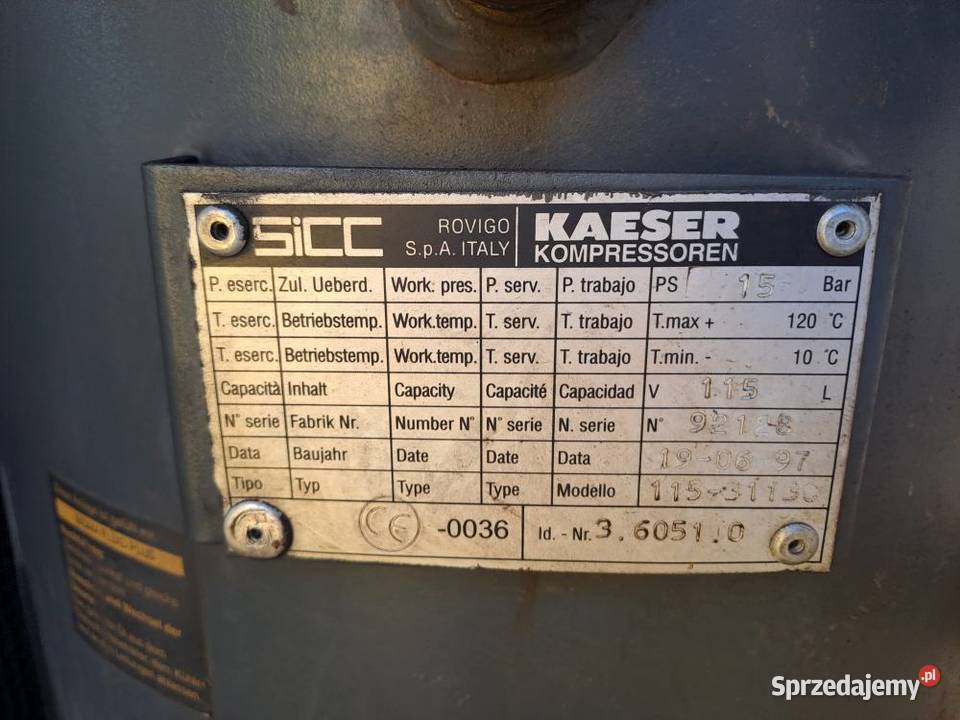 SICC ROVIGO S.p.A. ITALY KAESER KOMPRESSOREN
P. eserc. Zul. Ueberd. Work. pres. P. serv. P. trabajo PS 15 Bar
T. eserc. Betriebstemp. Work.temp. T. serv. T. trabajo T.max + 120 °C
T. eserc. Betriebstemp. Work.temp. T. serv. T. trabajo T.min. - 10 °C
Capacità Inhalt Capacity Capacité Capacidad V 115 L
N° serie Fabrik Nr. Number N° N° serie N. serie N° 92128
Data Baujahr Date Date Data 19-06 97
Tipo Typ Type Type Modello
CE -0036 Id. - Nr. 3.6051.0
Sprzedajemy.pl